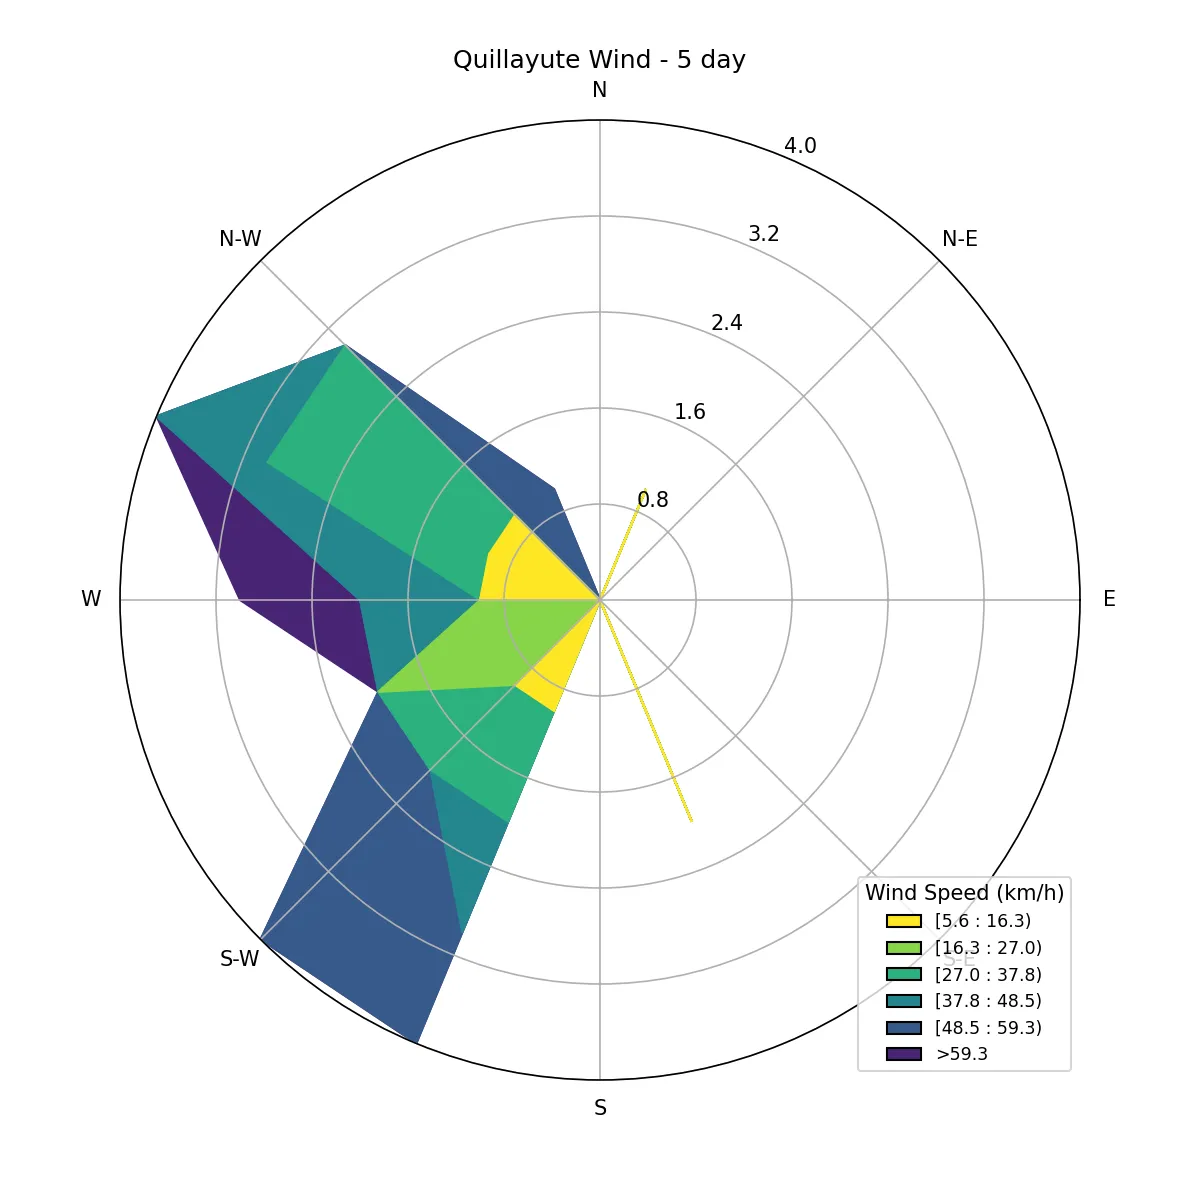 Quillayute Wind - 5 day
N
4.0
N-W
3.2
N-E
2.4
1.6
0.8
W
E
S-W
S-E
S
Wind Speed (km/h)
[5.6 : 16.3)
[16.3 : 27.0)
[27.0 : 37.8)
[37.8 : 48.5)
[48.5 : 59.3)
>59.3